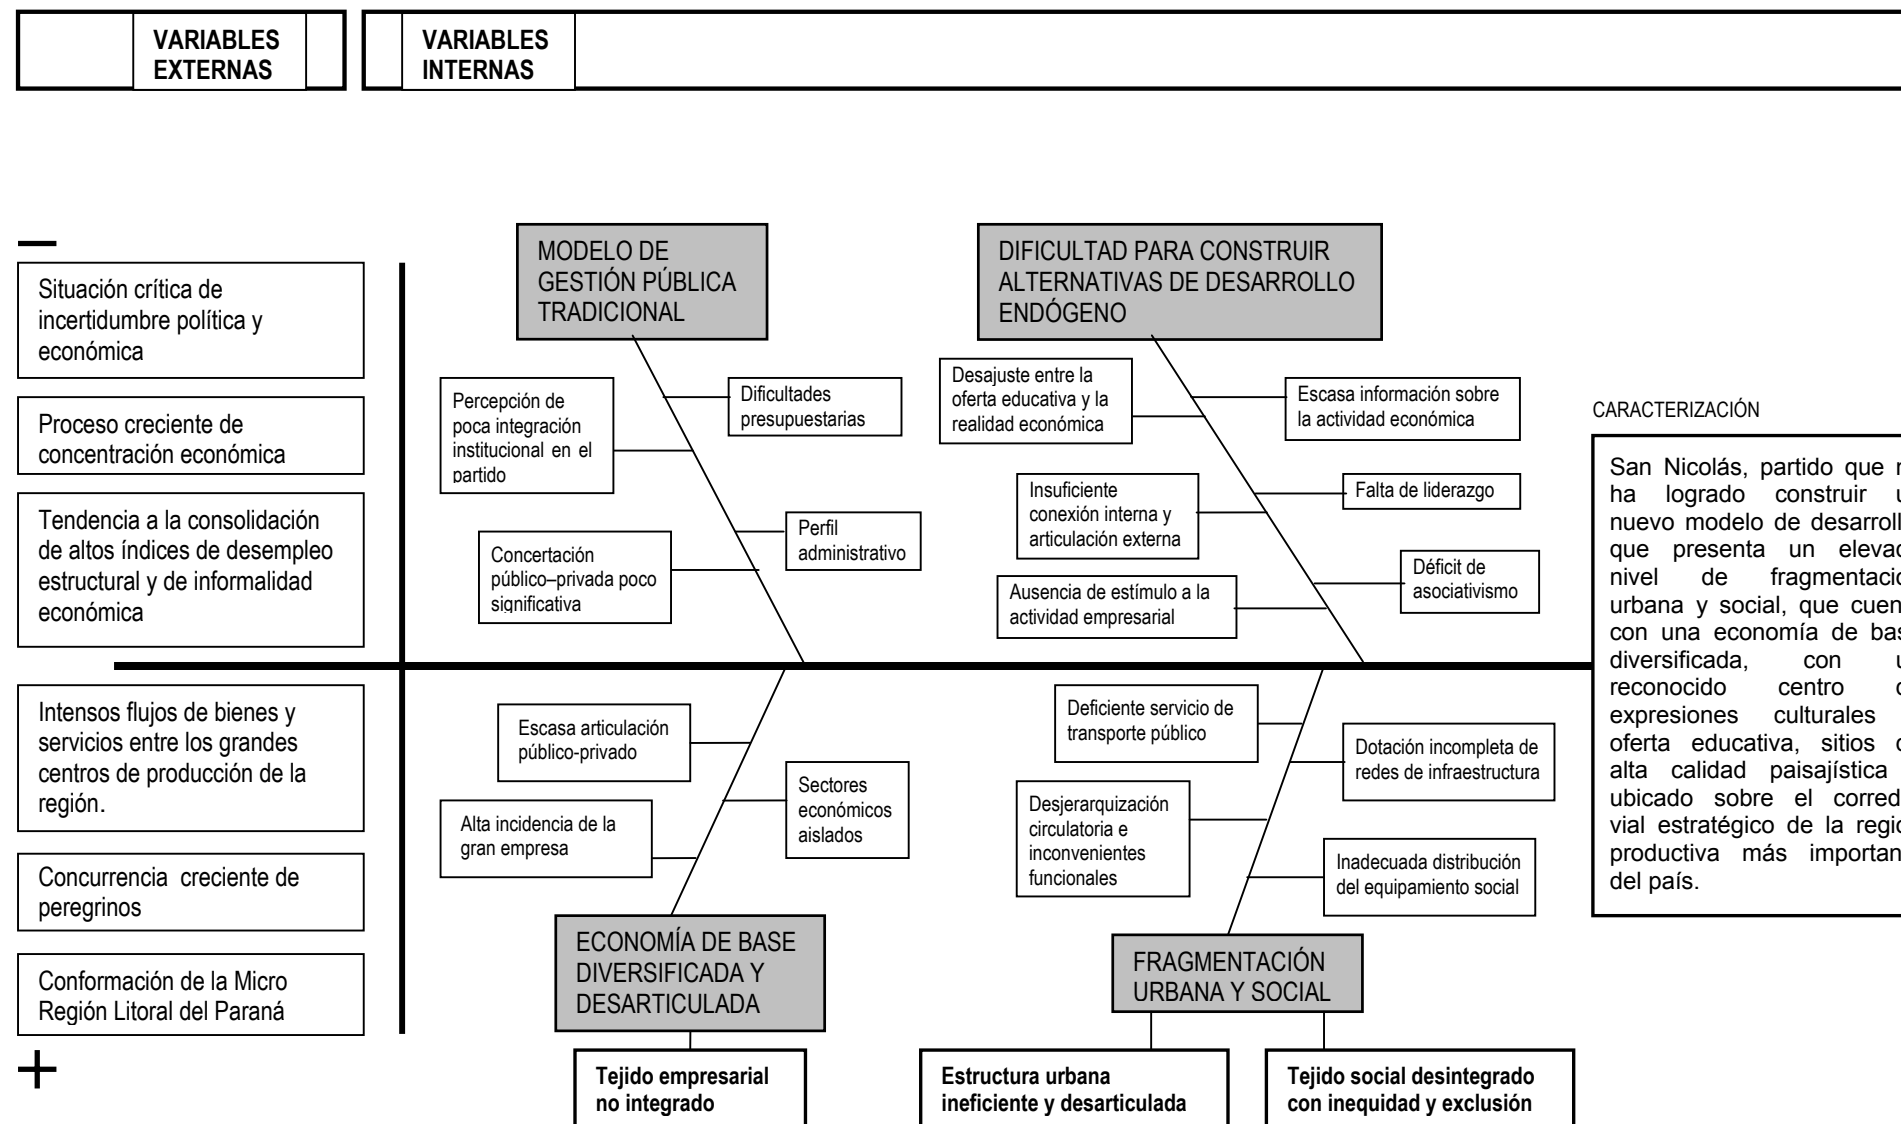 VARIABLES
EXTERNAS
VARIABLES
INTERNAS
Situación crítica de
incertidumbre política y
económica
Proceso creciente de
concentración económica
Tendencia a la consolidación
de altos índices de desempleo
estructural y de informalidad
económica
Intensos flujos de bienes y
servicios entre los grandes
centros de producción de la
región.
Concurrencia creciente de
peregrinos
Conformación de la Micro
Región Litoral del Paraná
MODELO DE
GESTIÓN PÚBLICA
TRADICIONAL
Percepción de
poca integración
institucional en el
partido
Dificultades
presupuestarias
Concertación
público–privada poco
significativa
Perfil
administrativo
DIFICULTAD PARA CONSTRUIR
ALTERNATIVAS DE DESARROLLO
ENDÓGENO
Desajuste entre la
oferta educativa y la
realidad económica
Escasa información sobre
la actividad económica
Insuficiente
conexión interna y
articulación externa
Falta de liderazgo
Ausencia de estímulo a la
actividad empresarial
Déficit de
asociativismo
Escasa articulación
público-privado
Sectores
económicos
aislados
Alta incidencia de la
gran empresa
ECONOMÍA DE BASE
DIVERSIFICADA Y
DESARTICULADA
Tejido empresarial
no integrado
Deficiente servicio de
transporte público
Dotación incompleta de
redes de infraestructura
Desjerarquización
circulatoria e
inconvenientes
funcionales
Inadecuada distribución
del equipamiento social
FRAGMENTACIÓN
URBANA Y SOCIAL
Estructura urbana
ineficiente y desarticulada
Tejido social desintegrado
con inequidad y exclusión
CARACTERIZACIÓN
San Nicolás, partido que
ha logrado construir
nuevo modelo de
que presenta un
nivel de
urbana y social, que
con una economía de
diversificada, con
reconocido centro
expresiones culturales
oferta educativa, sitios
alta calidad paisajística
ubicado sobre el
vial estratégico de la
productiva más
del país.